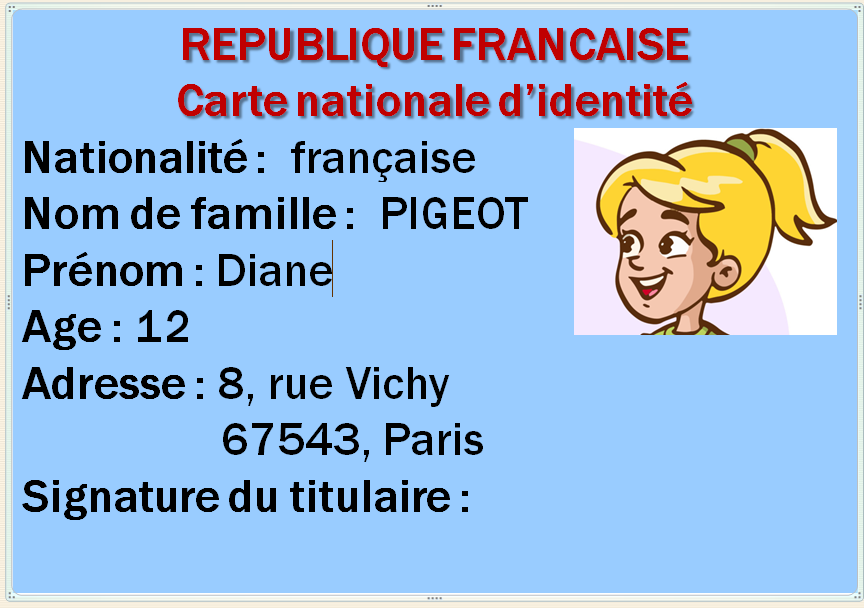 REPUBLIQUE FRANCAISE
Carte nationale d’identité
Nationalité : française
Nom de famille : PIGEOT
Prénom : Diane
Age : 12
Adresse : 8, rue Vichy
67543, Paris
Signature du titulaire :